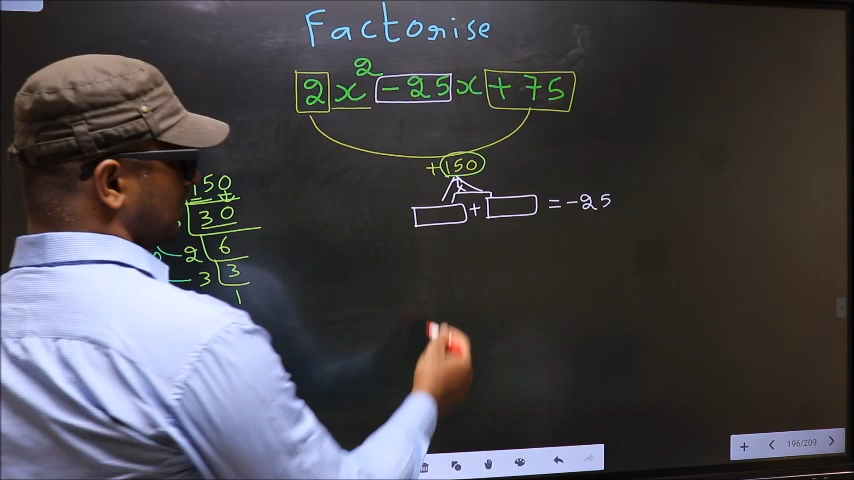 Factorise
2x² - 25x + 75
+150
+ = -25
150
30
2 6
3 3
1
196/209